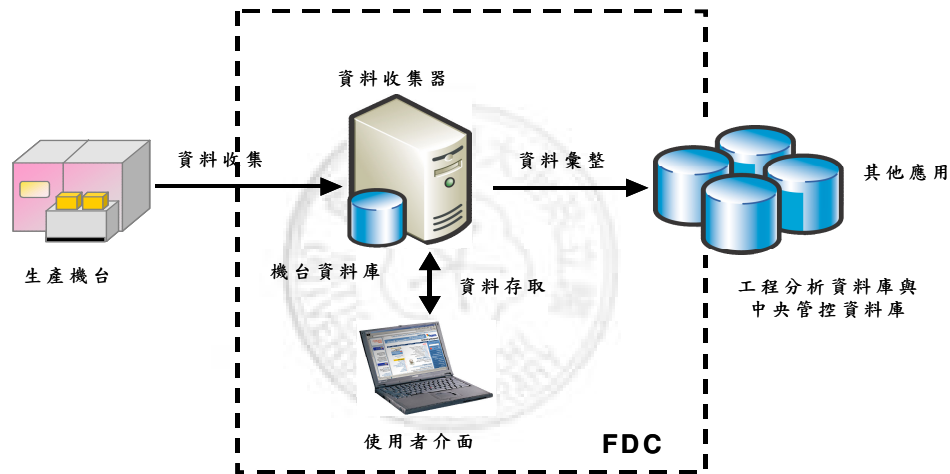 資料收集器
資料收集
資料彙整
其他應用
生產機台
機台資料庫
資料存取
工程分析資料庫與
中央管控資料庫
使用者介面
FDC